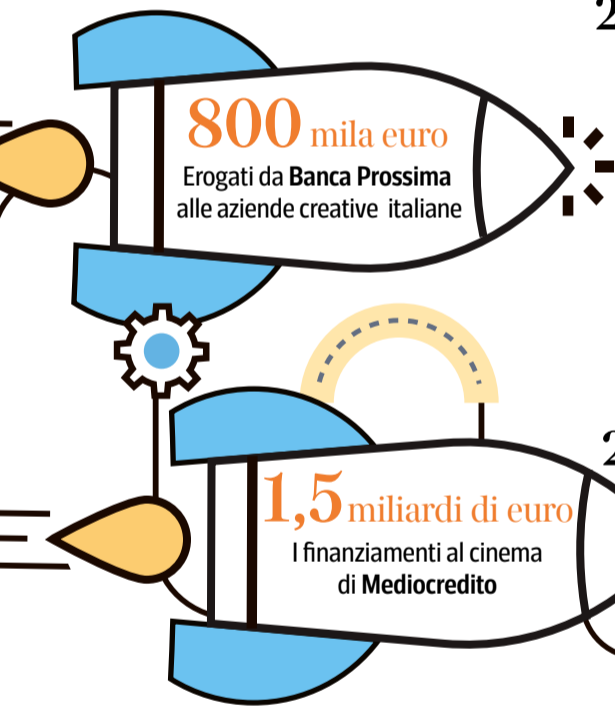 800 mila euro
Erogati da Banca Prossima
alle aziende creative italiane
1,5 miliardi di euro
I finanziamenti al cinema
di Mediocredito